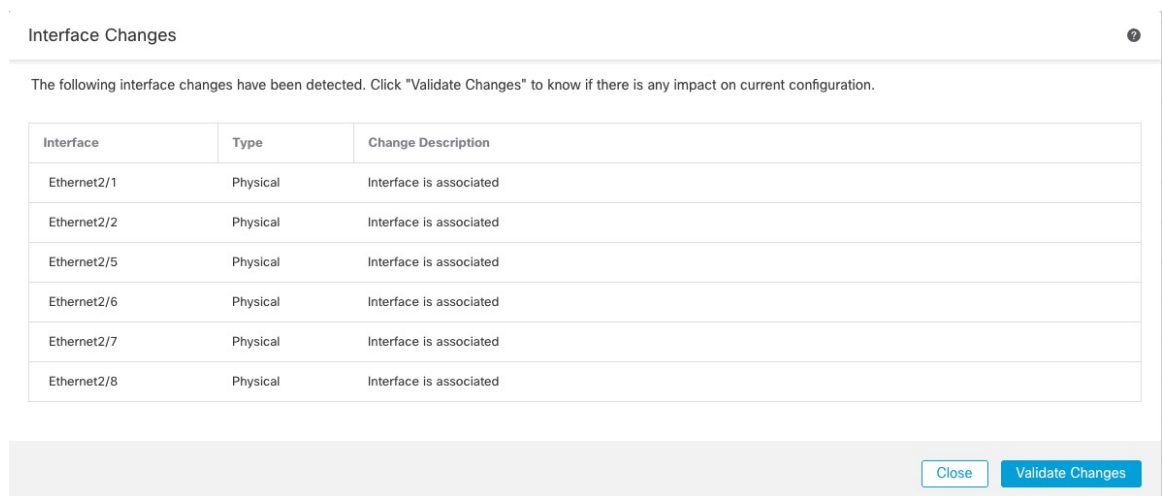 Interface Changes
?
The following interface changes have been detected. Click "Validate Changes" to know if there is any impact on current configuration.
Interface Type Change Description
Ethernet2/1 Physical Interface is associated
Ethernet2/2 Physical Interface is associated
Ethernet2/5 Physical Interface is associated
Ethernet2/6 Physical Interface is associated
Ethernet2/7 Physical Interface is associated
Ethernet2/8 Physical Interface is associated
Close Validate Changes